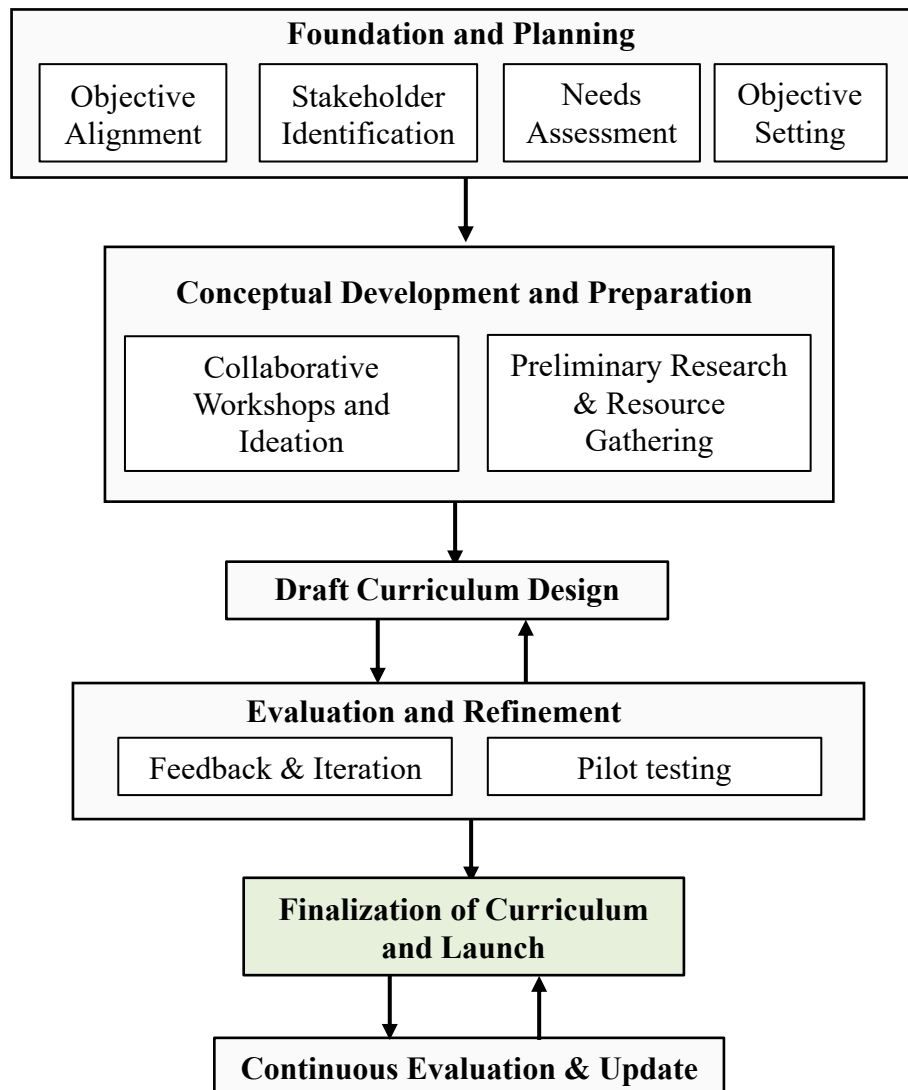 Foundation and Planning
Objective
Alignment
Stakeholder
Identification
Needs
Assessment
Objective
Setting
Conceptual Development and Preparation
Collaborative
Workshops and
Ideation
Preliminary Research
& Resource
Gathering
Draft Curriculum Design
Evaluation and Refinement
Feedback & Iteration
Pilot testing
Finalization of Curriculum
and Launch
Continuous Evaluation & Update